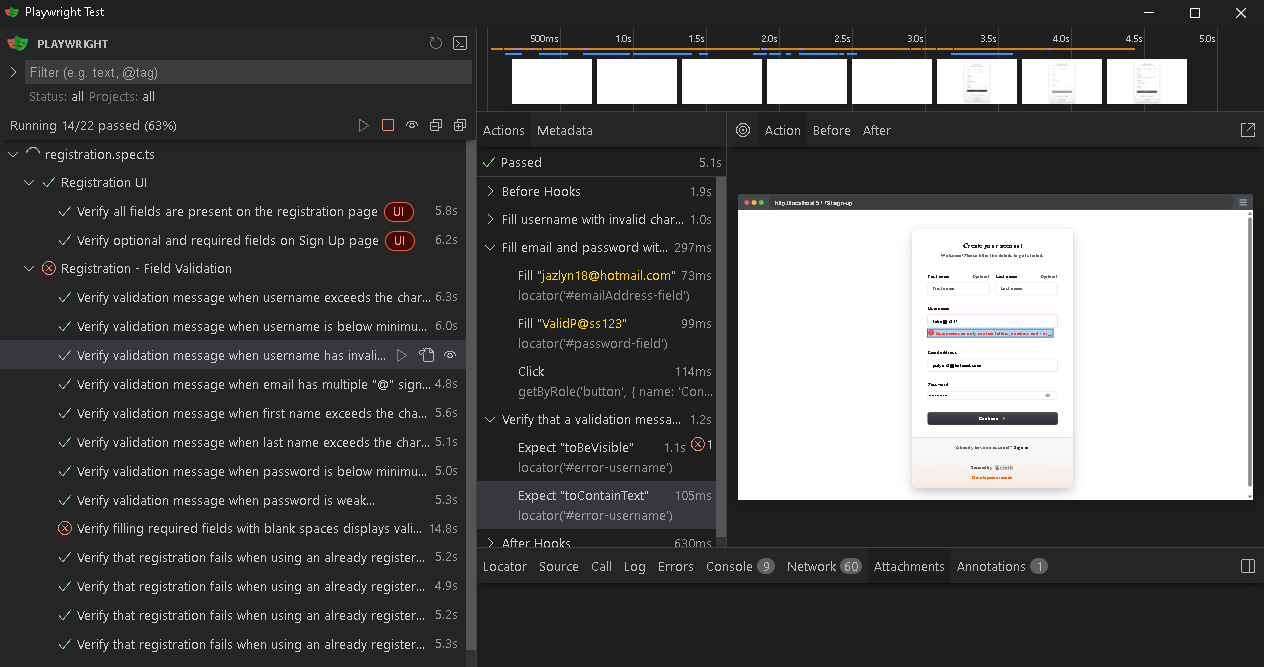 Playwright Test
PLAYWRIGHT
Filter (e.g. text, @tag)
Status: all Projects: all
Running 14/22 passed (63%)
registration.spec.ts
Registration UI
Verify all fields are present on the registration page UI 5.8s
Verify optional and required fields on Sign Up page UI 6.2s
Registration - Field Validation
Verify validation message when username exceeds the char... 6.3s
Verify validation message when username is below minimu... 6.0s
Verify validation message when username has invali...
Verify validation message when email has multiple "@" sign... 4.8s
Verify validation message when first name exceeds the cha... 5.6s
Verify validation message when last name exceeds the char... 5.1s
Verify validation message when password is below minimu... 5.0s
Verify validation message when password is weak... 5.3s
Verify filling required fields with blank spaces displays vali... 14.8s
Verify that registration fails when using an already register... 5.2s
Verify that registration fails when using an already register... 4.9s
Verify that registration fails when using an already register... 5.2s
Verify that registration fails when using an already register... 5.3s
500ms 1.0s 1.5s 2.0s 2.5s 3.0s 3.5s 4.0s 4.5s 5.0s
Actions Metadata
Passed 5.1s
Before Hooks 1.9s
Fill username with invalid char... 1.0s
Fill email and password wit... 297ms
Fill "jazlyn18@hotmail.com" 73ms
locator('#emailAddress-field')
Fill "ValidP@ss123" 99ms
locator('#password-field')
Click 114ms
getByRole('button', { name: 'Con...
Verify that a validation messa... 1.2s
Expect "toBeVisible" 1.1s 1
locator('#error-username')
Expect "toContainText" 105ms
locator('#error-username')
After Hooks 630ms
Action Before After
Create your account
Welcome! Please fill in the details to get started.
First name Optional Last name Optional
First name Last name
Username
Email address
Password
Continue
Already have an account? Sign in
Secured by clerk
Development mode
Locator Source Call Log Errors Console 9 Network 60 Attachments Annotations 1